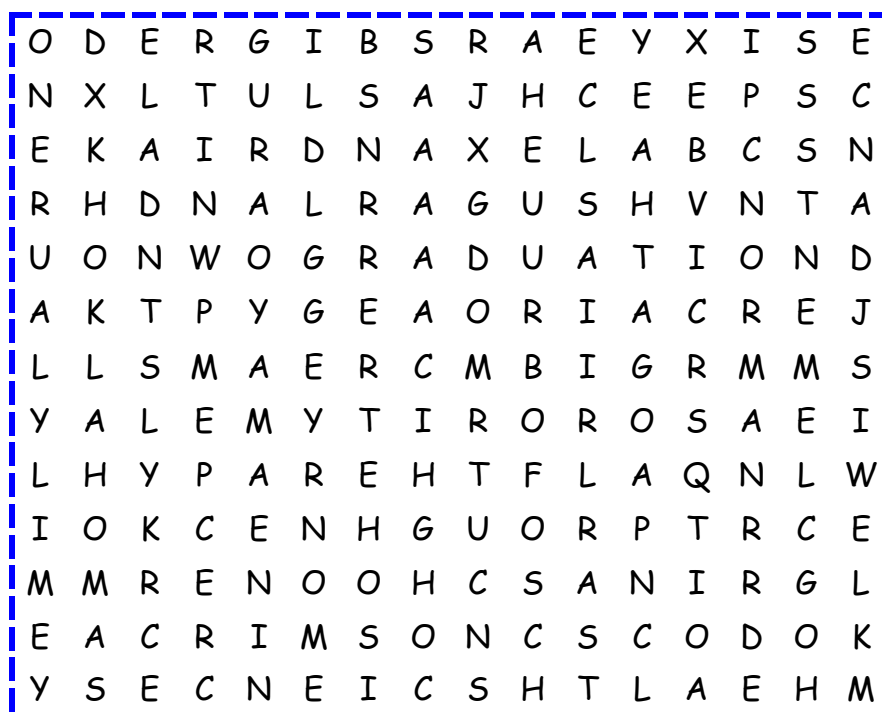 O D E R G I B S R A E Y X I S E
N X L T U L S A J H C E E P S C
E K A I R D N A X E L A B C S N
R H D N A L R A G U S H V N T A
U O N W O G R A D U A T I O N D
A K T P Y G E A O R I A C R E J
L L S M A E R C M B I G R M M S
Y A L E M Y T I R O R O S A E I
L H Y P A R E H T F L A Q N L W
I O K C E N H G U O R P T R C E
M M R E N O O H C S A N I R G L
E A C R I M S O N C S C O D O K
Y S E C N E I C S H T L A E H M